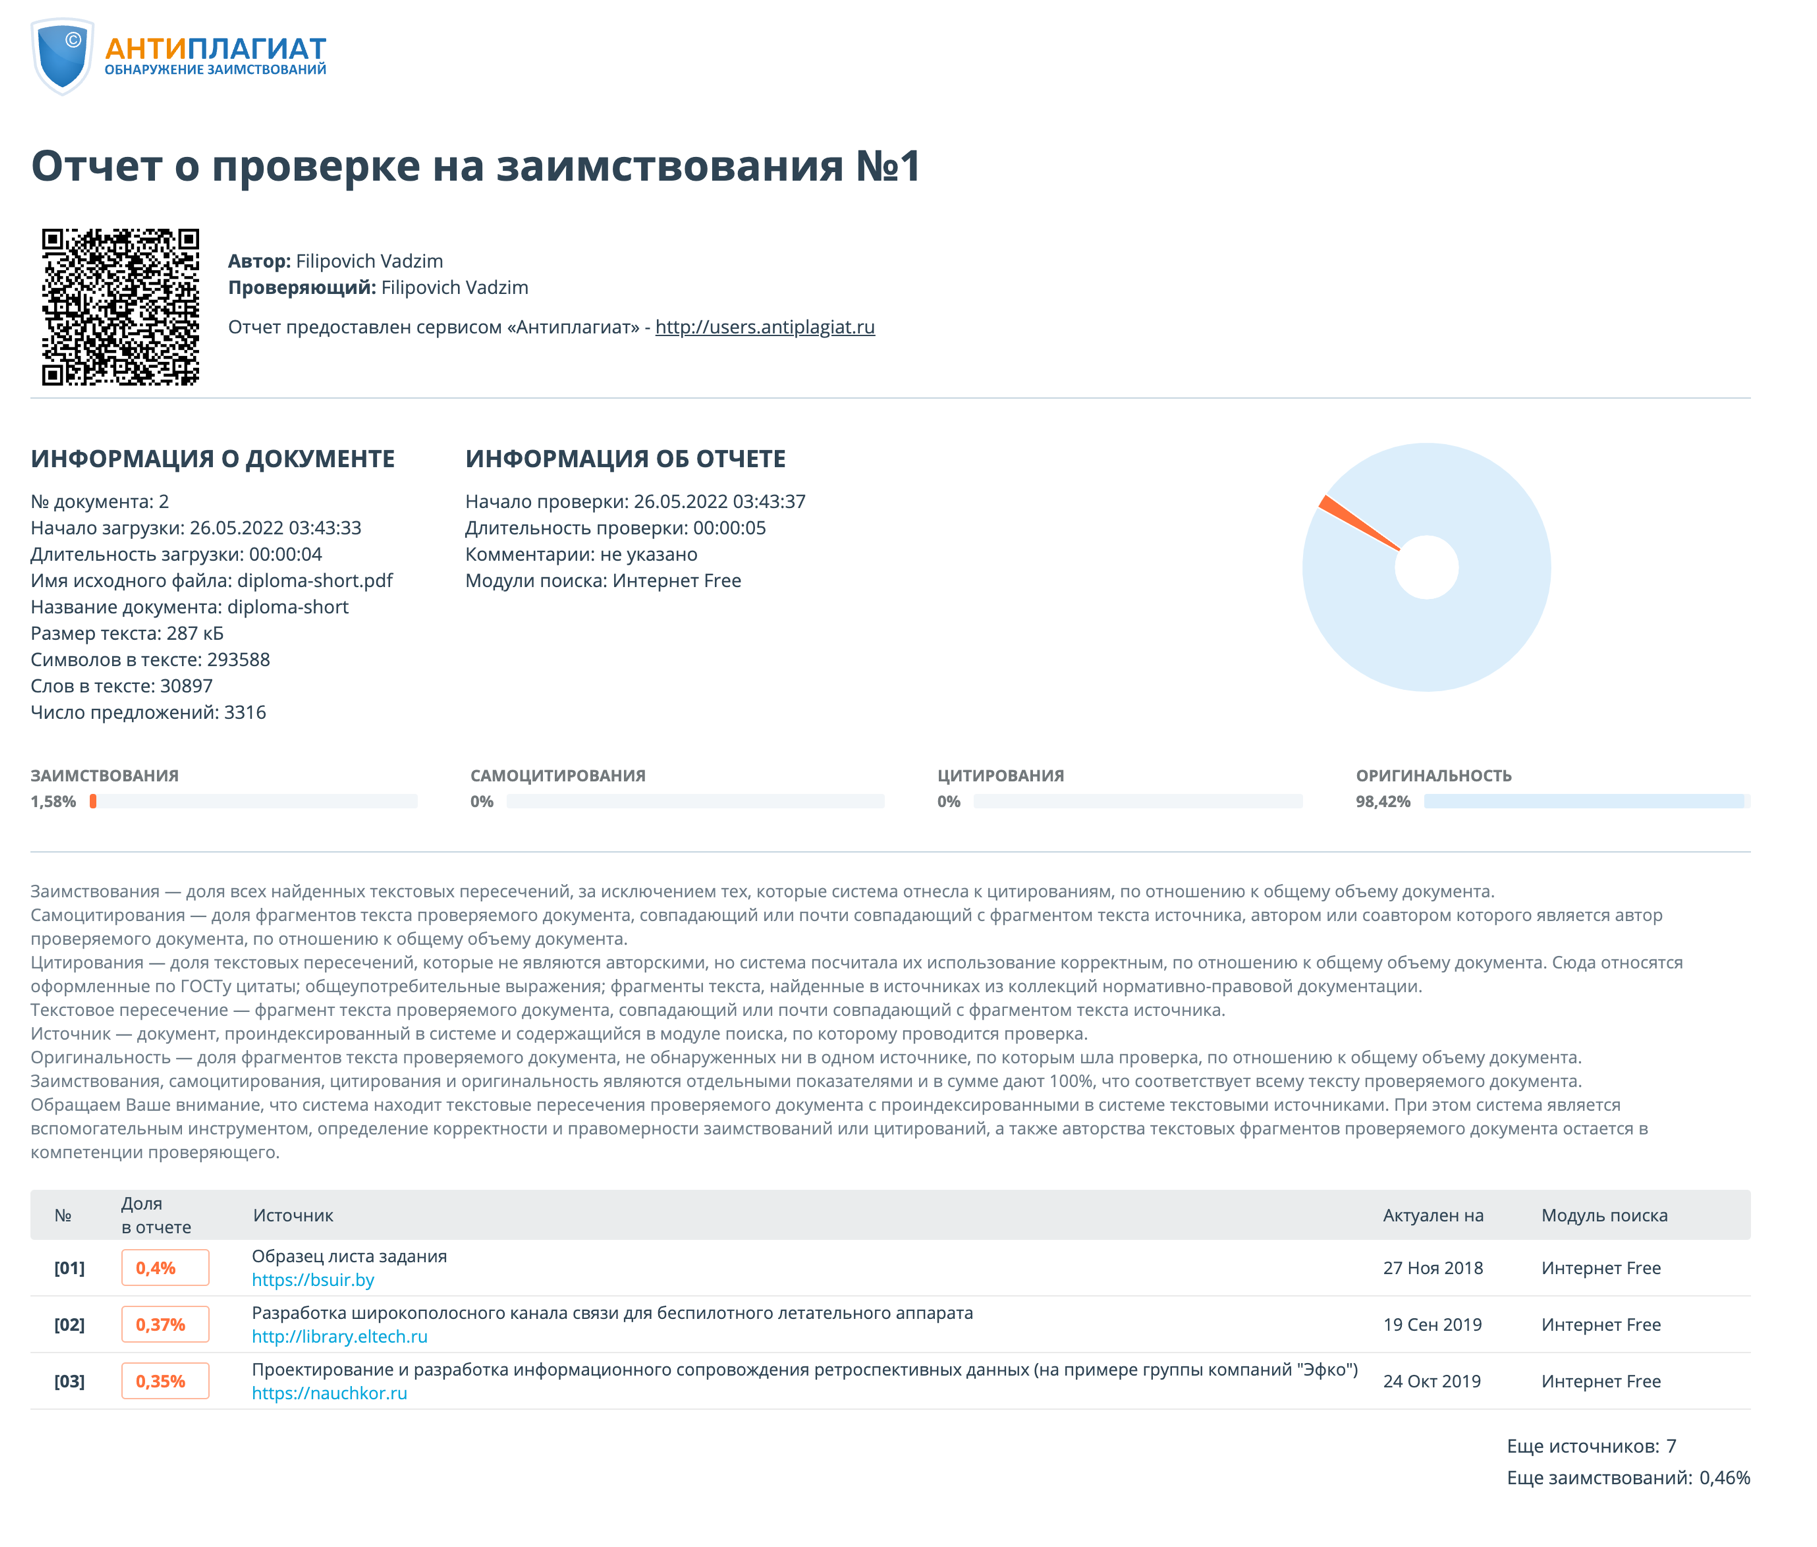 ©
АНТИПЛАГИАТ
ОБНАРУЖЕНИЕ ЗАИМСТВОВАНИЙ
Отчет о проверке на заимствования №1
Автор: Filipovich Vadzim
Проверяющий: Filipovich Vadzim
Отчет предоставлен сервисом «Антиплагиат» - http://users.antiplagiat.ru
ИНФОРМАЦИЯ О ДОКУМЕНТЕ
№ документа: 2
Начало загрузки: 26.05.2022 03:43:33
Длительность загрузки: 00:00:04
Имя исходного файла: diploma-short.pdf
Название документа: diploma-short
Размер текста: 287 кБ
Символов в тексте: 293588
Слов в тексте: 30897
Число предложений: 3316
ИНФОРМАЦИЯ ОБ ОТЧЕТЕ
Начало проверки: 26.05.2022 03:43:37
Длительность проверки: 00:00:05
Комментарии: не указано
Модули поиска: Интернет Free
ЗАИМСТВОВАНИЯ
1,58%
САМОЦИТИРОВАНИЯ
0%
ЦИТИРОВАНИЯ
0%
ОРИГИНАЛЬНОСТЬ
98,42%
Заимствования — доля всех найденных текстовых пересечений, за исключением тех, которые система отнесла к цитированиям, по отношению к общему объему документа.
Самоцитирования — доля фрагментов текста проверяемого документа, совпадающий или почти совпадающий с фрагментом текста источника, автором или соавтором которого является автор
проверяемого документа, по отношению к общему объему документа.
Цитирования — доля текстовых пересечений, которые не являются авторскими, но система посчитала их использование корректным, по отношению к общему объему документа. Сюда относятся
оформленные по ГОСТу цитаты; общеупотребительные выражения; фрагменты текста, найденные в источниках из коллекций нормативно-правовой документации.
Текстовое пересечение — фрагмент текста проверяемого документа, совпадающий или почти совпадающий с фрагментом текста источника.
Источник — документ, проиндексированный в системе и содержащийся в модуле поиска, по которому проводится проверка.
Оригинальность — доля фрагментов текста проверяемого документа, не обнаруженных ни в одном источнике, по которым шла проверка, по отношению к общему объему документа.
Заимствования, самоцитирования, цитирования и оригинальность являются отдельными показателями и в сумме дают 100%, что соответствует всему тексту проверяемого документа.
Обращаем Ваше внимание, что система находит текстовые пересечения проверяемого документа с проиндексированными в системе текстовыми источниками. При этом система является
вспомогательным инструментом, определение корректности и правомерности заимствований или цитирований, а также авторства текстовых фрагментов проверяемого документа остается в
компетенции проверяющего.
№ Доля в отчете Источник Актуален на Модуль поиска
[01] 0,4% Образец листа задания 27 Ноя 2018 Интернет Free
https://bsuir.by
[02] 0,37% Разработка широкополосного канала связи для беспилотного летательного аппарата 19 Сен 2019 Интернет Free
http://library.eltech.ru
[03] 0,35% Проектирование и разработка информационного сопровождения ретроспективных данных (на примере группы компаний "Эфко") 24 Окт 2019 Интернет Free
https://nauchkor.ru
Еще источников: 7
Еще заимствований: 0,46%